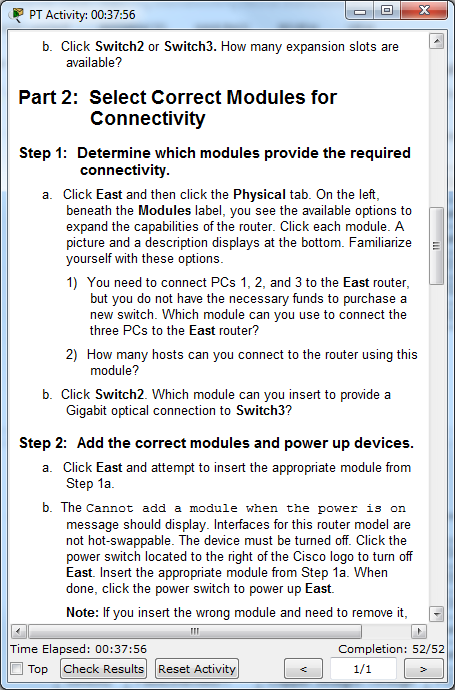 PT Activity: 00:37:56
b. Click Switch2 or Switch3. How many expansion slots are
available?
Part 2: Select Correct Modules for
Connectivity
Step 1: Determine which modules provide the required
connectivity.
a. Click East and then click the Physical tab. On the left,
beneath the Modules label, you see the available options to
expand the capabilities of the router. Click each module. A
picture and a description displays at the bottom. Familiarize
yourself with these options.
1) You need to connect PCs 1, 2, and 3 to the East router,
but you do not have the necessary funds to purchase a
new switch. Which module can you use to connect the
three PCs to the East router?
2) How many hosts can you connect to the router using this
module?
b. Click Switch2. Which module can you insert to provide a
Gigabit optical connection to Switch3?
Step 2: Add the correct modules and power up devices.
a. Click East and attempt to insert the appropriate module from
Step 1a.
b. The Cannot add a module when the power is on
message should display. Interfaces for this router model are
not hot-swappable. The device must be turned off. Click the
power switch located to the right of the Cisco logo to turn off
East. Insert the appropriate module from Step 1a. When
done, click the power switch to power up East.
Note: If you insert the wrong module and need to remove it,
Time Elapsed: 00:37:56 Completion: 52/52
Top Check Results Reset Activity < 1/1 >